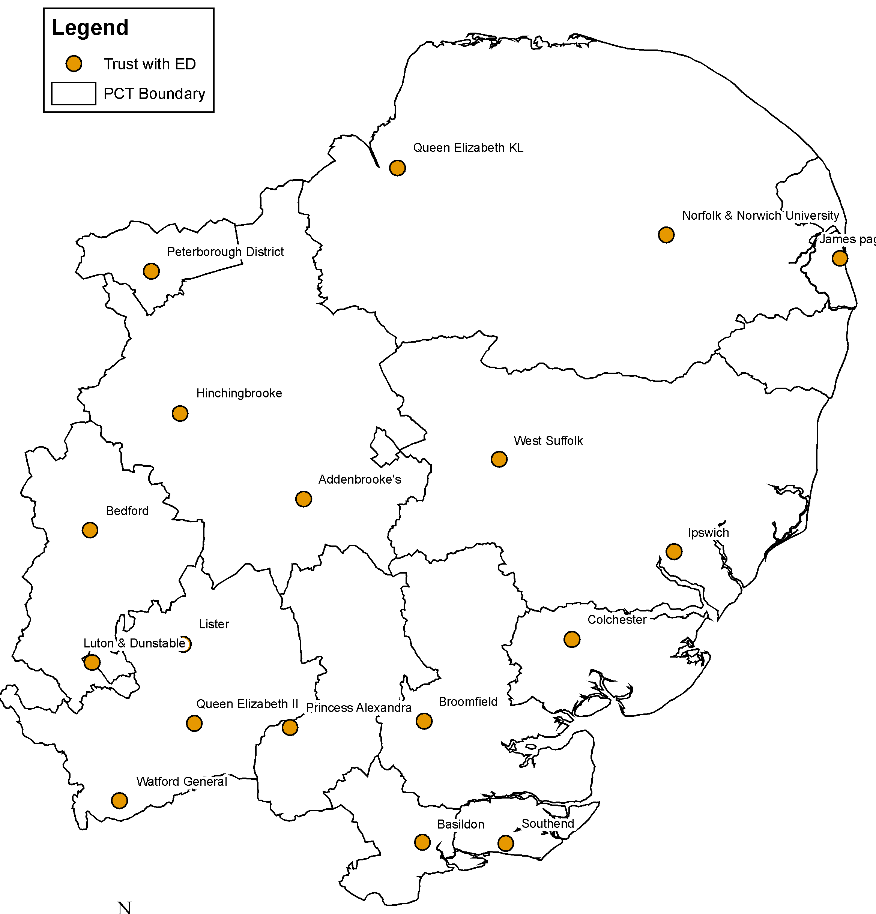 Legend
Trust with ED
PCT Boundary
Queen Elizabeth KL
Norfolk & Norwich University
James pag
Peterborough District
Hinchingbrooke
West Suffolk
Addenbrooke's
Bedford
Ipswich
Colchester
Lister
Luton & Dunstable
Queen Elizabeth II
Princess Alexandra
Broomfield
Watford General
Basildon
Southend
N